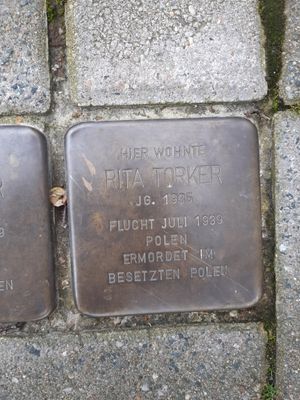 HIER WOHNTE
RITA TORKER
JG. 1935
FLUCHT JULI 1939
POLEN
ERMORDET IM
BESETZTEN POLEN